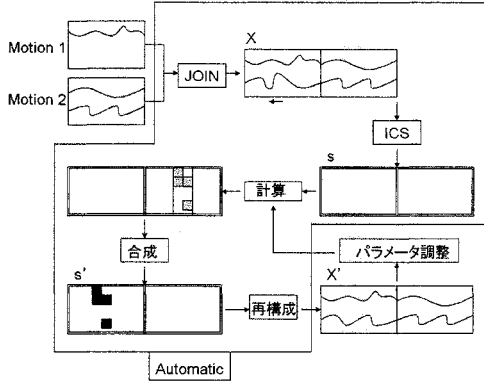 Motion 1
Motion 2
JOIN
X
ICS
s
計算
合成
パラメータ調整
s'
再構成
X'
Automatic